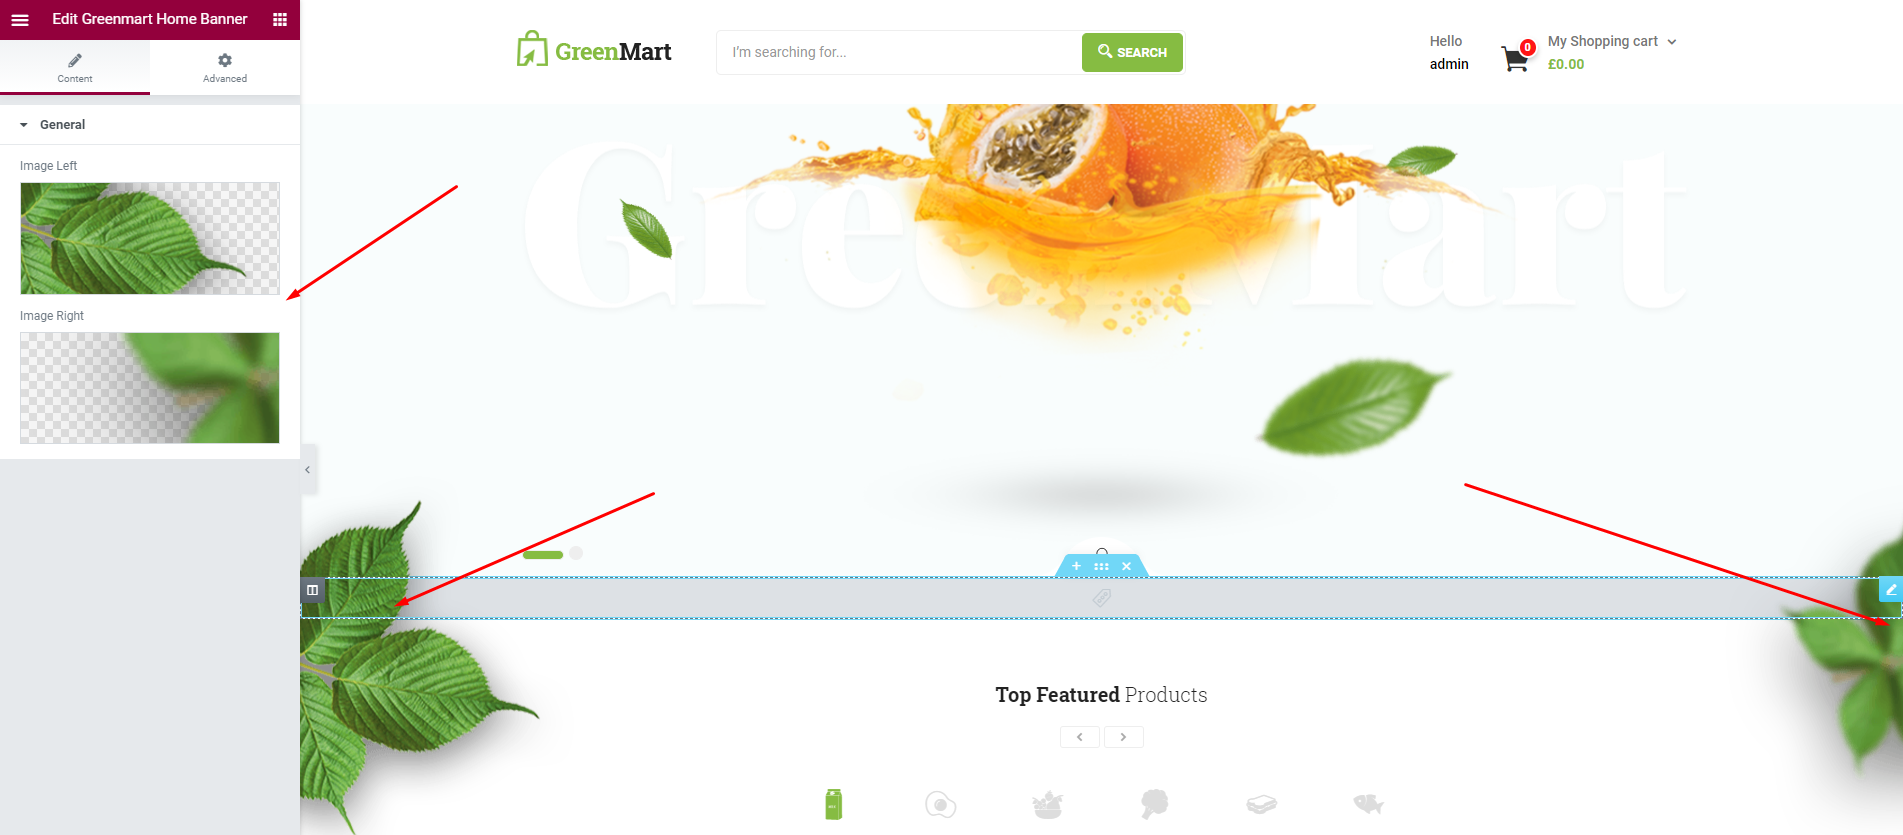 Edit Greenmart Home Banner
Content
Advanced
General
Image Left
Image Right
GreenMart
I'm searching for...
SEARCH
Hello
admin
0
My Shopping cart
£0.00
GreenMart
Top Featured Products